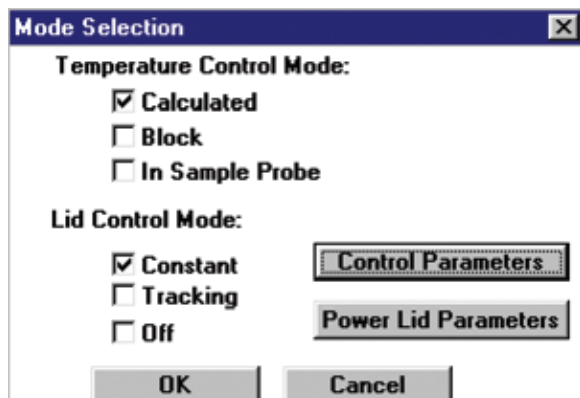 Mode Selection
Temperature Control Mode:
Calculated
Block
In Sample Probe
Lid Control Mode:
Constant
Control Parameters
Tracking
Power Lid Parameters
Off
OK Cancel